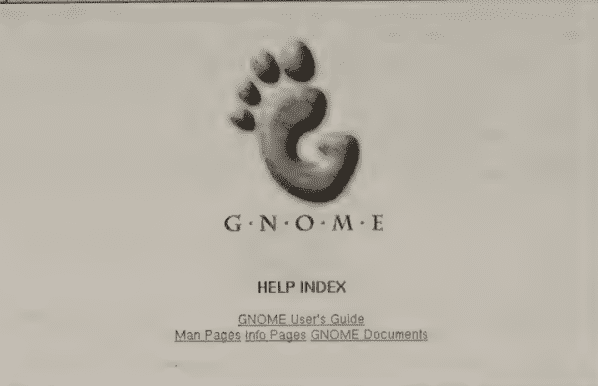 G·N·O·M·E
HELP INDEX
GNOME User's Guide
Man Pages Info Pages GNOME Documents